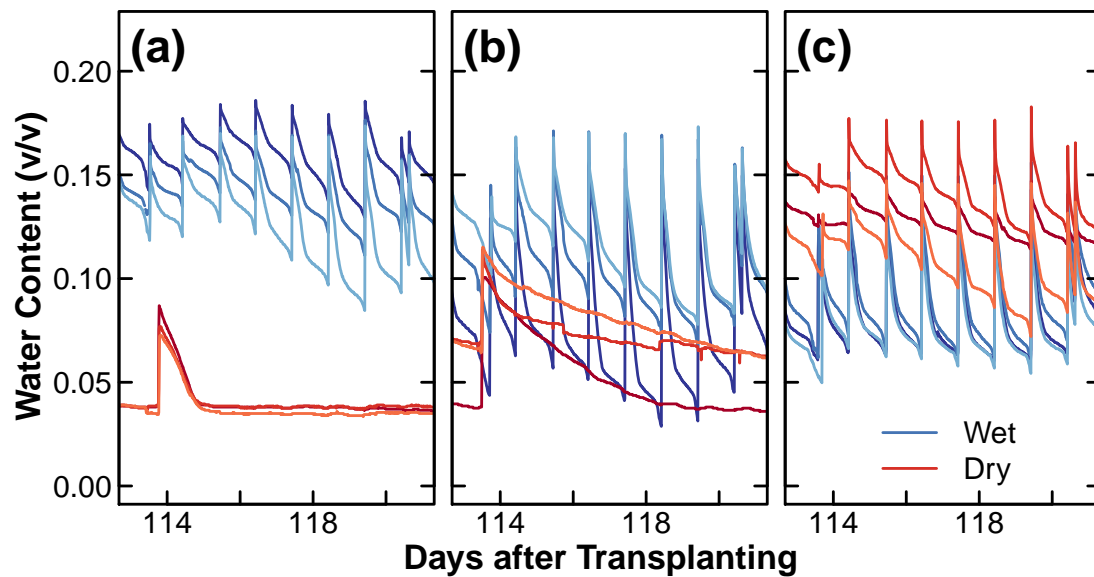 (a) (b) (c)
0.20
0.15
0.10
0.05
0.00
Water Content (v/v)
Wet
Dry
114 118 114 118 114 118
Days after Transplanting